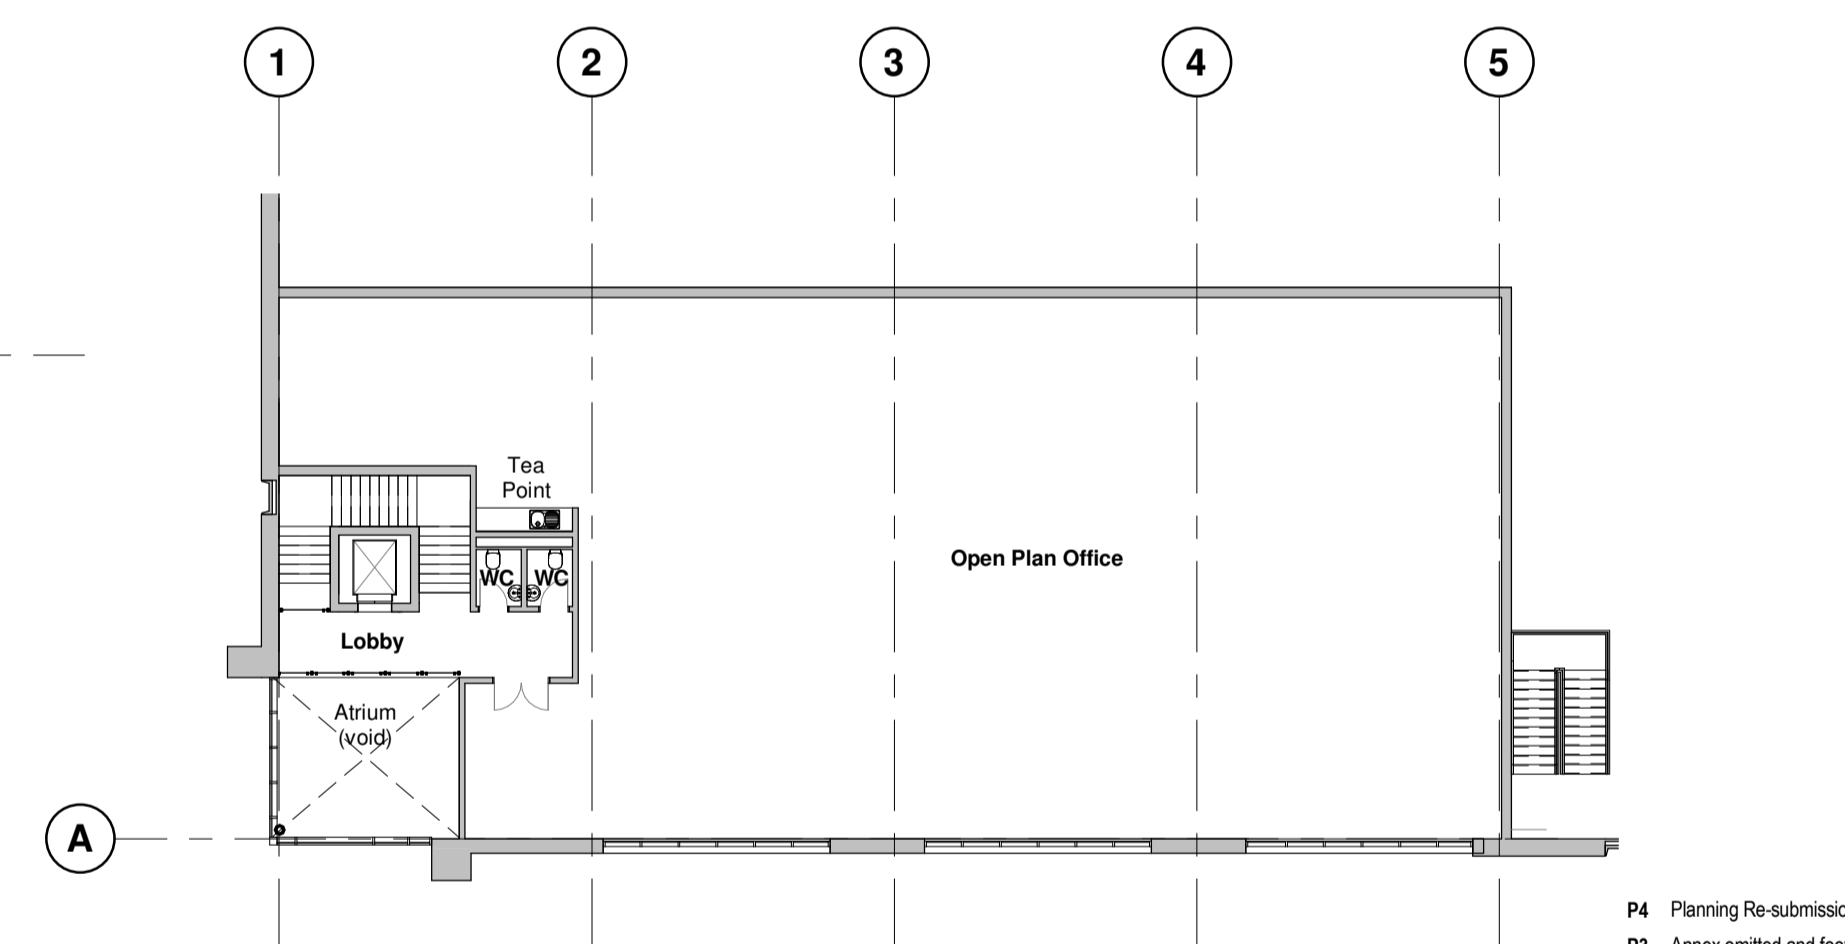 1 2 3 4 5
Tea
Point
WC WC
Open Plan Office
Lobby
Atrium
(void)
A
P4 Planning Re-submissio